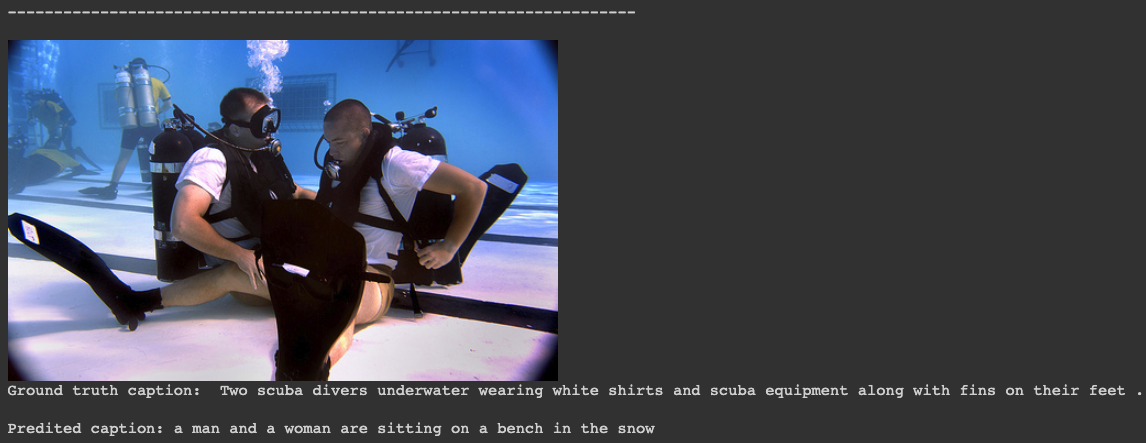 Ground truth caption:  Two scuba divers underwater wearing white shirts and scuba equipment along with fins on their feet .
Predited caption: a man and a woman are sitting on a bench in the snow